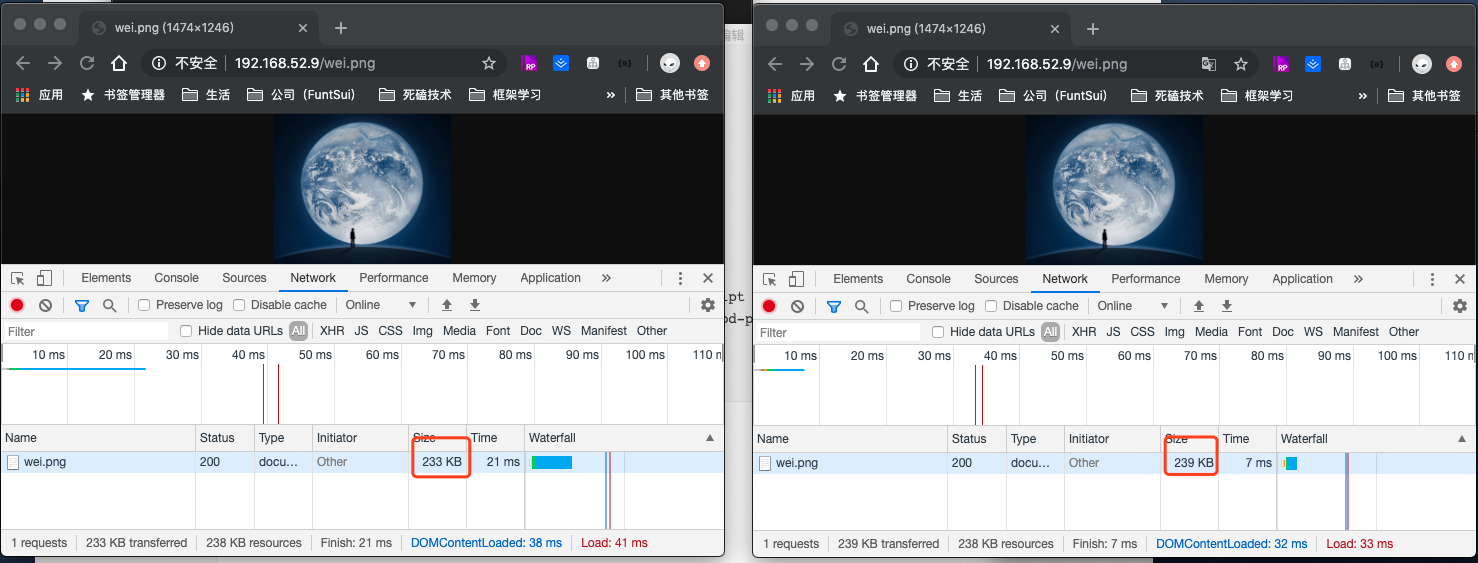 wei.png (1474×1246)
不安全 192.168.52.9/wei.png
RP
应用 书签管理器 生活 公司（FuntSui） 死磕技术 框架学习 » 其他书签
Elements Console Sources Network Performance Memory Application »
Preserve log Disable cache Online
Filter Hide data URLs All XHR JS CSS Img Media Font Doc WS Manifest Other
10 ms 20 ms 30 ms 40 ms 50 ms 60 ms 70 ms 80 ms 90 ms 100 ms 110 m
Name Status Type Initiator Size Time Waterfall
wei.png 200 docu... Other 233 KB 21 ms
1 requests 233 KB transferred 238 KB resources Finish: 21 ms DOMContentLoaded: 38 ms Load: 41 ms
编辑
ipt
od-p
wei.png (1474×1246)
不安全 192.168.52.9/wei.png
RP
应用 书签管理器 生活 公司（FuntSui） 死磕技术 框架学习 » 其他书签
Elements Console Sources Network Performance Memory Application »
Preserve log Disable cache Online
Filter Hide data URLs All XHR JS CSS Img Media Font Doc WS Manifest Other
10 ms 20 ms 30 ms 40 ms 50 ms 60 ms 70 ms 80 ms 90 ms 100 ms 110 m
Name Status Type Initiator Size Time Waterfall
wei.png 200 docu... Other 239 KB 7 ms
1 requests 239 KB transferred 238 KB resources Finish: 7 ms DOMContentLoaded: 32 ms Load: 33 ms